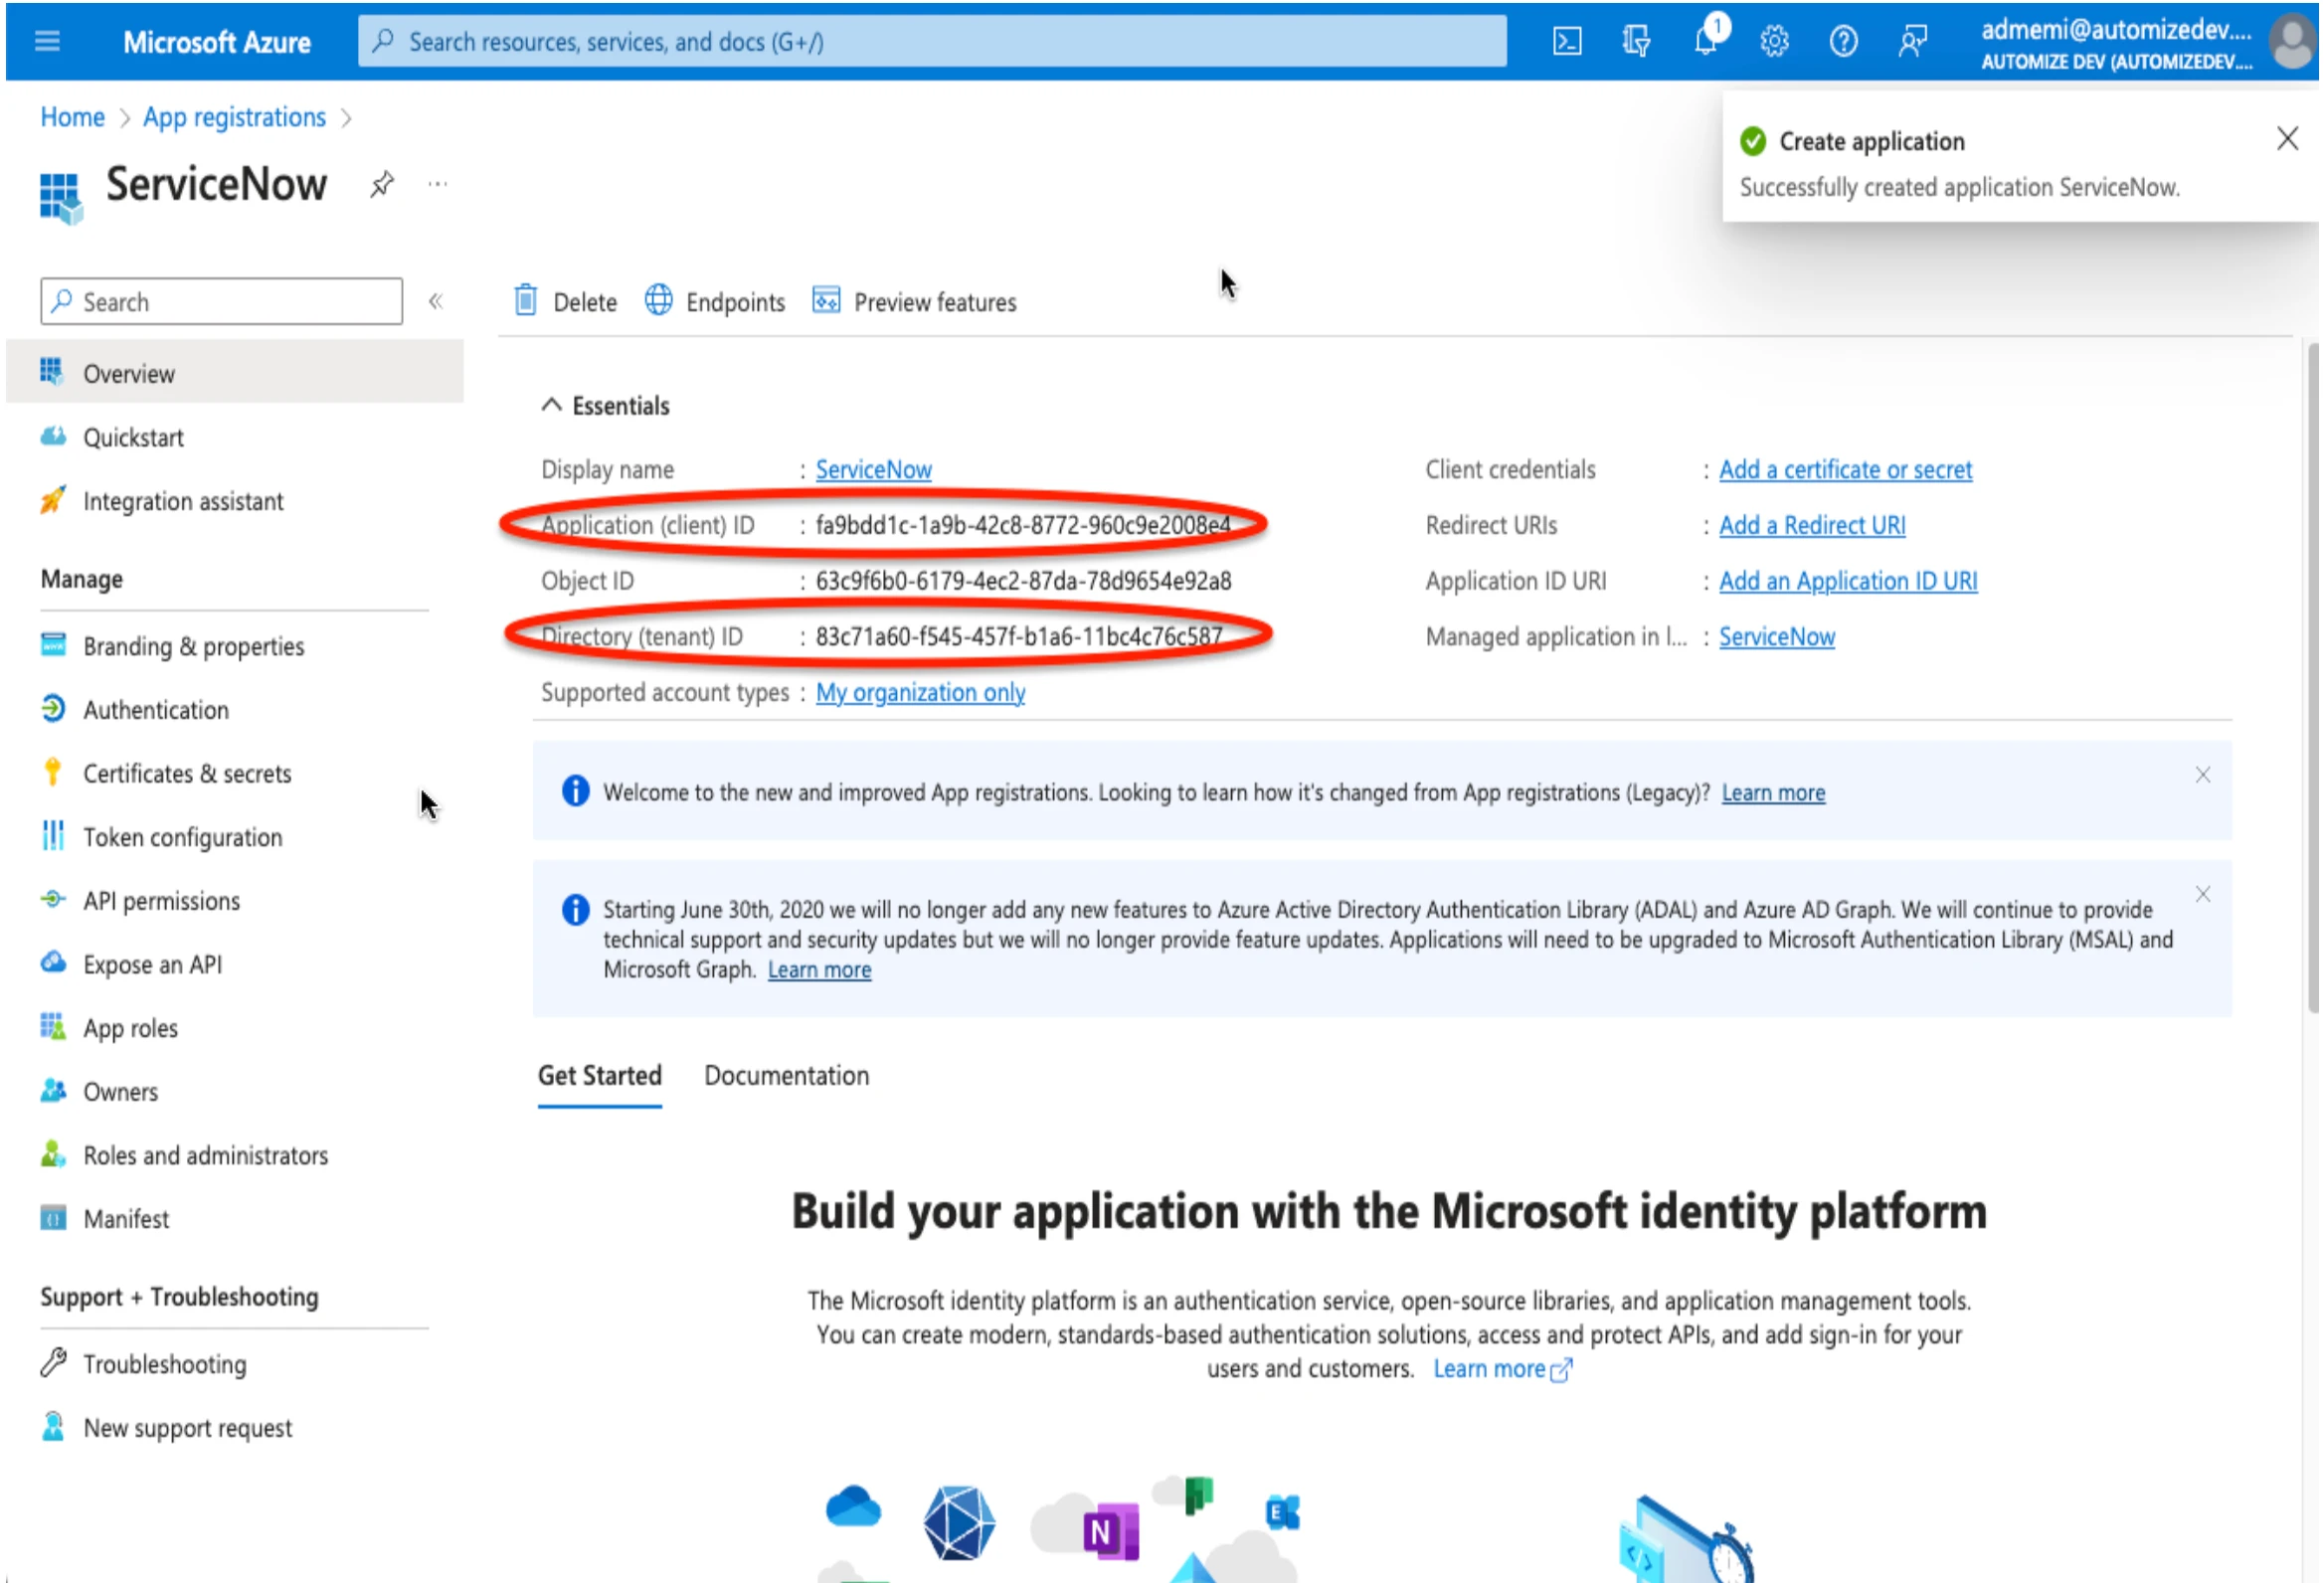 Microsoft Azure
Search resources, services, and docs (G+/)
1
admemi@automizedev....
AUTOMIZE DEV (AUTOMIZEDEV....
Home > App registrations >
Create application
Successfully created application ServiceNow.
ServiceNow
Search
Delete
Endpoints
Preview features
Overview
Quickstart
Integration assistant
Manage
Branding & properties
Authentication
Certificates & secrets
Token configuration
API permissions
Expose an API
App roles
Owners
Roles and administrators
Manifest
Support + Troubleshooting
Troubleshooting
New support request
Essentials
Display name : ServiceNow
Application (client) ID : fa9bdd1c-1a9b-42c8-8772-960c9e2008e4
Object ID : 63c9f6b0-6179-4ec2-87da-78d9654e92a8
Directory (tenant) ID : 83c71a60-f545-457f-b1a6-11bc4c76c587
Supported account types : My organization only
Client credentials : Add a certificate or secret
Redirect URIs : Add a Redirect URI
Application ID URI : Add an Application ID URI
Managed application in l... : ServiceNow
Welcome to the new and improved App registrations. Looking to learn how it's changed from App registrations (Legacy)? Learn more
Starting June 30th, 2020 we will no longer add any new features to Azure Active Directory Authentication Library (ADAL) and Azure AD Graph. We will continue to provide
technical support and security updates but we will no longer provide feature updates. Applications will need to be upgraded to Microsoft Authentication Library (MSAL) and
Microsoft Graph. Learn more
Get Started
Documentation
Build your application with the Microsoft identity platform
The Microsoft identity platform is an authentication service, open-source libraries, and application management tools.
You can create modern, standards-based authentication solutions, access and protect APIs, and add sign-in for your
users and customers. Learn more
N
E